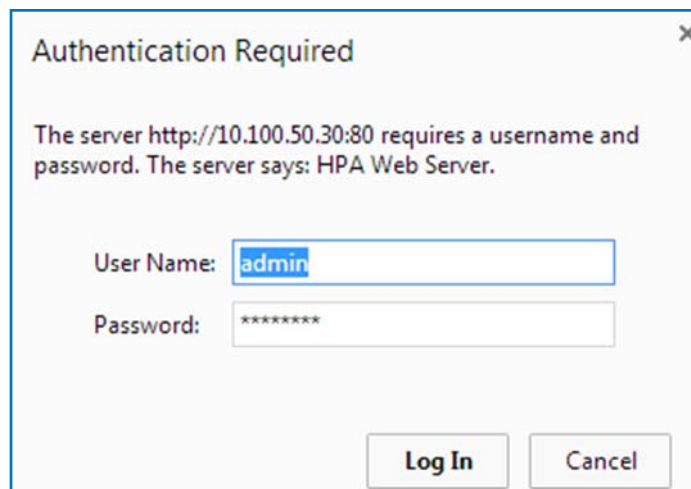 Authentication Required
The server http://10.100.50.30:80 requires a username and
password. The server says: HPA Web Server.
User Name: admin
Password: ********
Log In Cancel